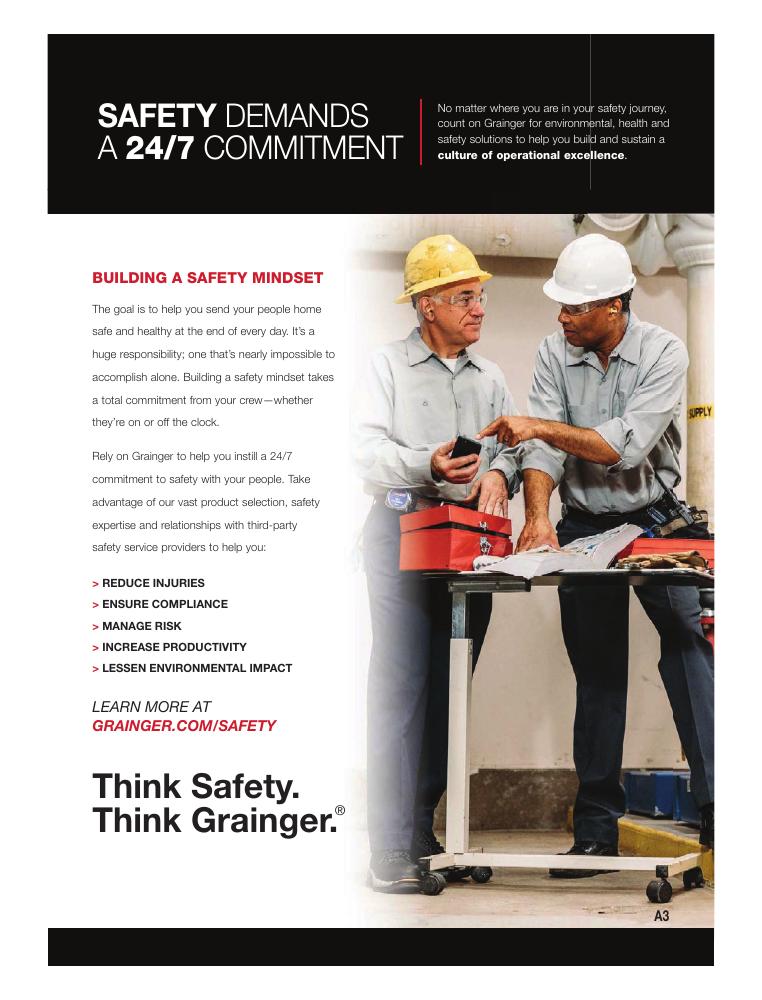 SAFETY DEMANDS
A 24/7 COMMITMENT
No matter where you are in your safety journey,
count on Grainger for environmental, health and
safety solutions to help you build and sustain a
culture of operational excellence.
BUILDING A SAFETY MINDSET
The goal is to help you send your people home
safe and healthy at the end of every day. It’s a
huge responsibility; one that’s nearly impossible to
accomplish alone. Building a safety mindset takes
a total commitment from your crew—whether
they’re on or off the clock.
Rely on Grainger to help you instill a 24/7
commitment to safety with your people. Take
advantage of our vast product selection, safety
expertise and relationships with third-party
safety service providers to help you:
> REDUCE INJURIES
> ENSURE COMPLIANCE
> MANAGE RISK
> INCREASE PRODUCTIVITY
> LESSEN ENVIRONMENTAL IMPACT
LEARN MORE AT
GRAINGER.COM/SAFETY
Think Safety.
Think Grainger.®
SUPPLY
A3